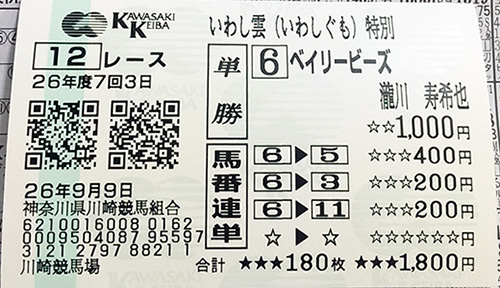 KAWASAKI
KEIBA
いわし雲（いわしぐも）特別
12 レース
26年度7回3日
単勝
6 ベイリービーズ
瀧川 寿希也
☆☆1,000円
馬番連単
6▶5 ☆☆☆400円
6▶3 ☆☆☆200円
6▶11 ☆☆☆200円
☆▶☆ ☆☆☆☆☆☆円
26年9月9日
神奈川県川崎競馬組合
6210016008 0162
0009504087 95597
3121 2797 8821 1
川崎競馬場
合計 ★★★180枚 ★★★1,800円